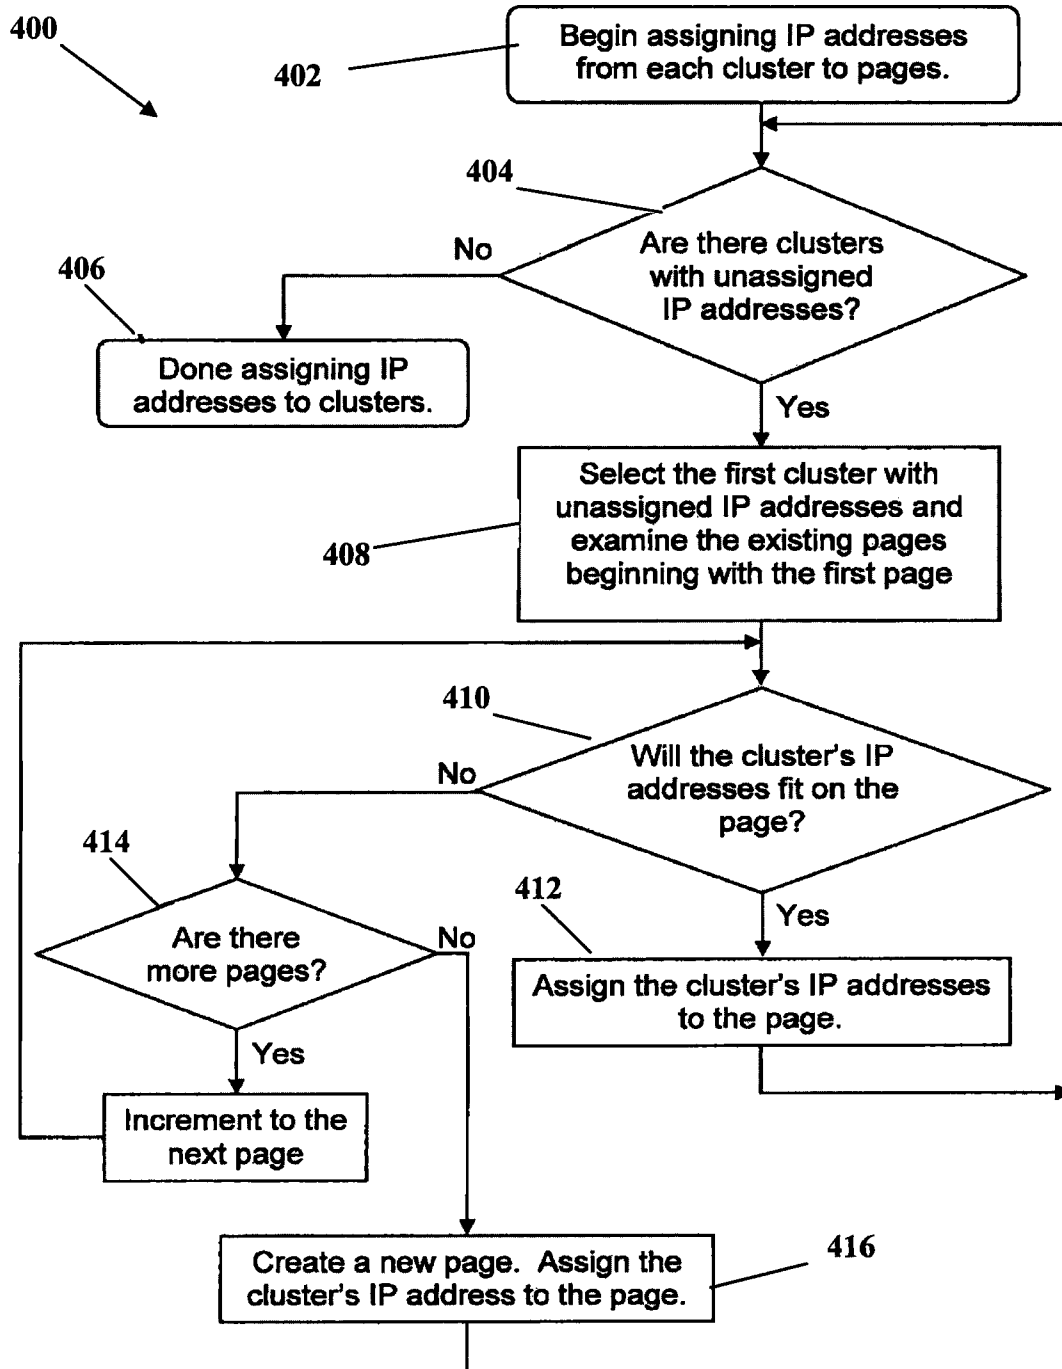 400
402
Begin assigning IP addresses
from each cluster to pages.
404
Are there clusters
with unassigned
IP addresses?
No
406
Done assigning IP
addresses to clusters.
Yes
408
Select the first cluster with
unassigned IP addresses and
examine the existing pages
beginning with the first page
410
Will the cluster's IP
addresses fit on the
page?
No
414
Are there
more pages?
No
412
Yes
Assign the cluster's IP addresses
to the page.
Yes
Increment to the
next page
Create a new page.  Assign the
cluster's IP address to the page.
416